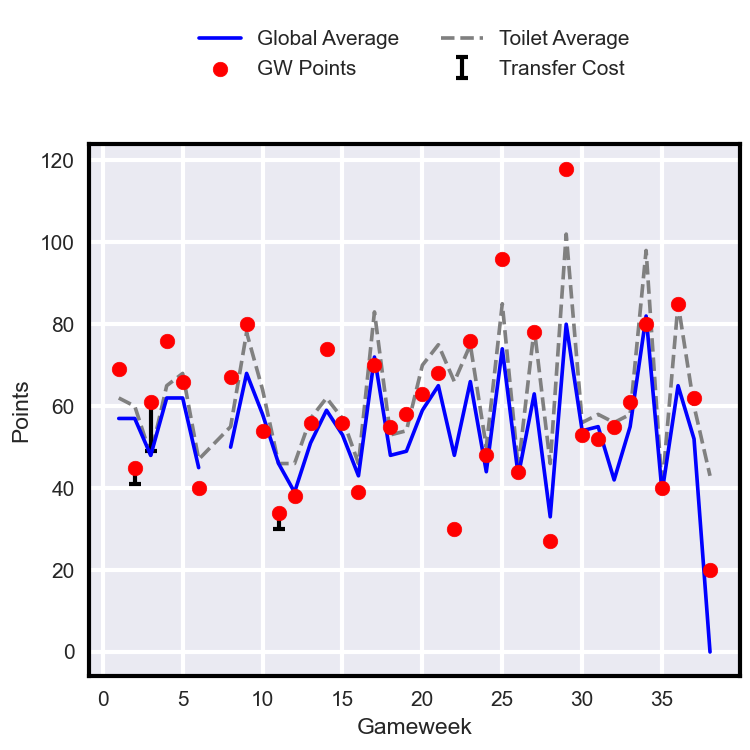 Global Average
Toilet Average
GW Points
Transfer Cost
120
100
80
60
40
20
0
Points
0 5 10 15 20 25 30 35
Gameweek